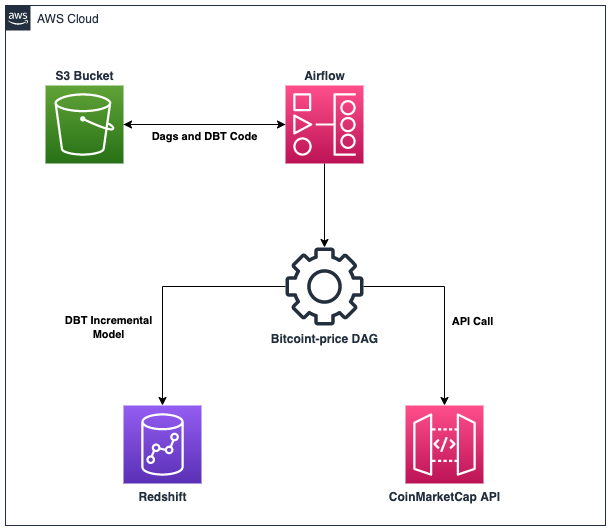 aws
AWS Cloud
S3 Bucket
Airflow
Dags and DBT Code
Bitcoint-price DAG
DBT Incremental
Model
API Call
</>
Redshift
CoinMarketCap API